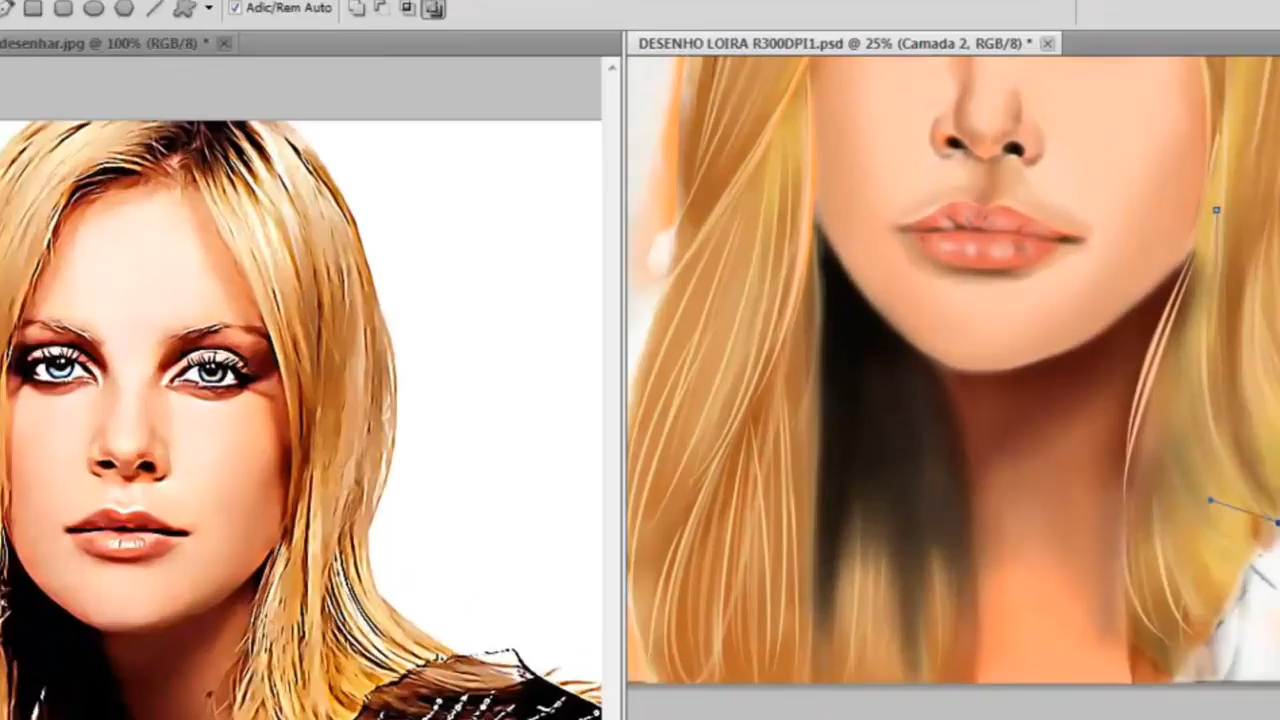 Adic/Rem Auto
desenhar.jpg @ 100% (RGB/8) *
DESENHO LOIRA R300DPI1.psd @ 25% (Camada 2, RGB/8) *